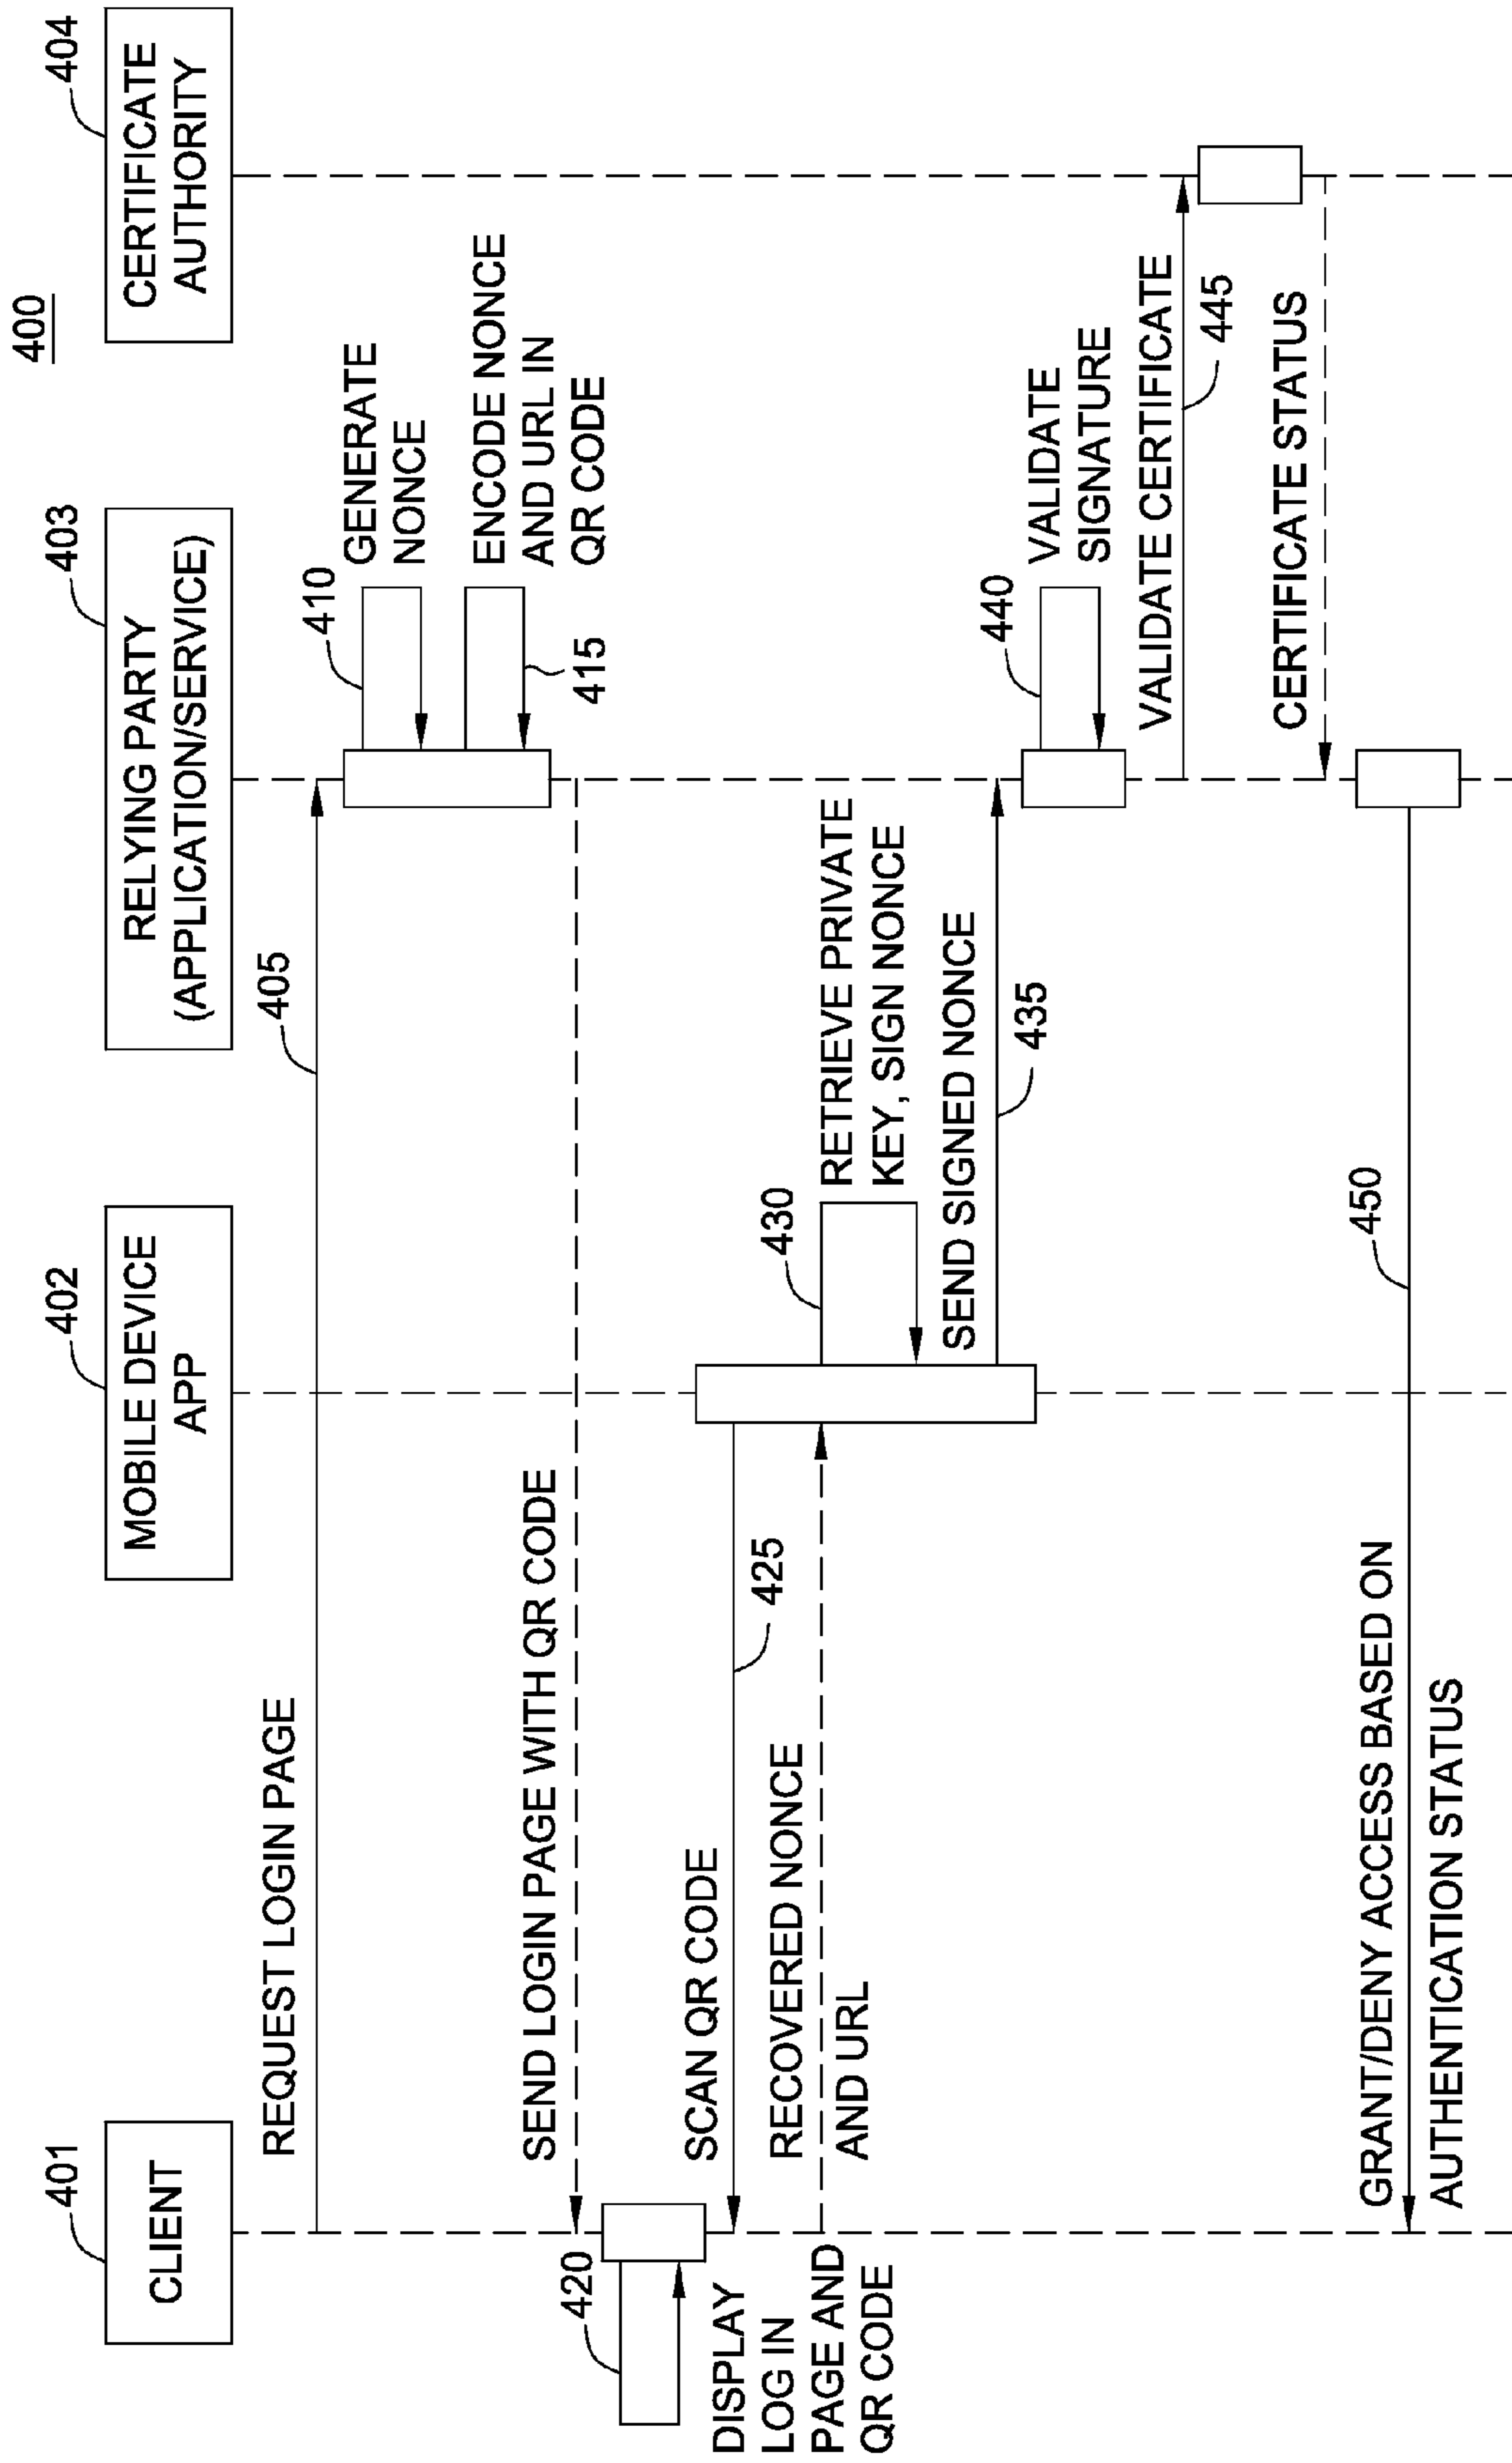 400
401
402
403
404
CLIENT
MOBILE DEVICE
APP
RELYING PARTY
(APPLICATION/SERVICE)
CERTIFICATE
AUTHORITY
REQUEST LOGIN PAGE
405
410
GENERATE
NONCE
ENCODE NONCE
AND URL IN
QR CODE
415
SEND LOGIN PAGE WITH QR CODE
420
DISPLAY
LOG IN
PAGE AND
QR CODE
SCAN QR CODE
425
RECOVERED NONCE
AND URL
430
RETRIEVE PRIVATE
KEY, SIGN NONCE
SEND SIGNED NONCE
435
440
VALIDATE
SIGNATURE
VALIDATE CERTIFICATE
445
CERTIFICATE STATUS
GRANT/DENY ACCESS BASED ON
AUTHENTICATION STATUS
450